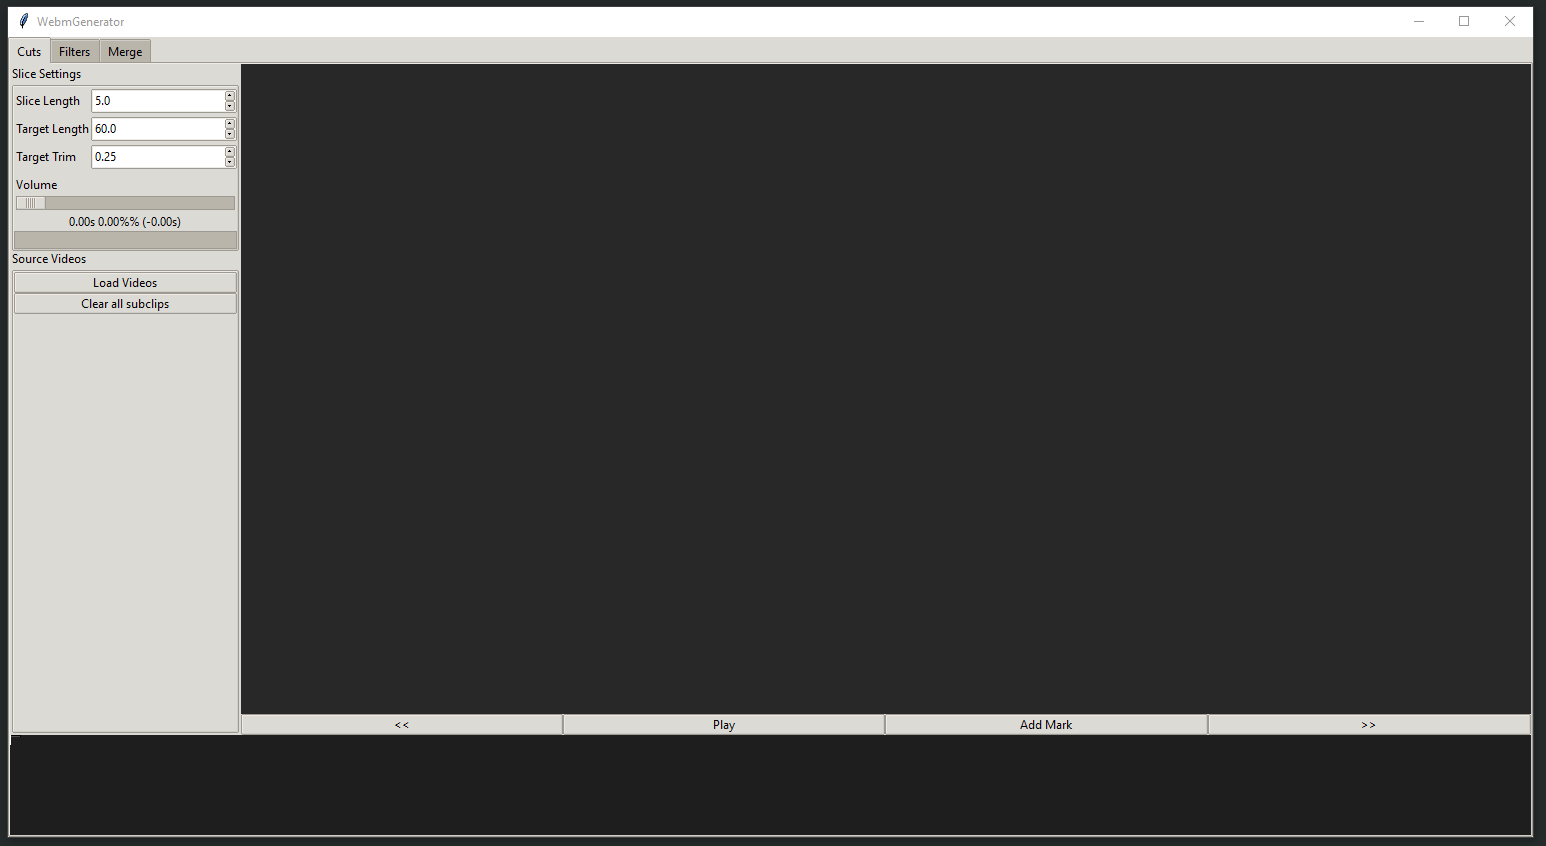 WebmGenerator
Cuts Filters Merge
Slice Settings
Slice Length 5.0
Target Length 60.0
Target Trim 0.25
Volume
0.00s 0.00%% (-0.00s)
Source Videos
Load Videos
Clear all subclips
<< Play Add Mark >>